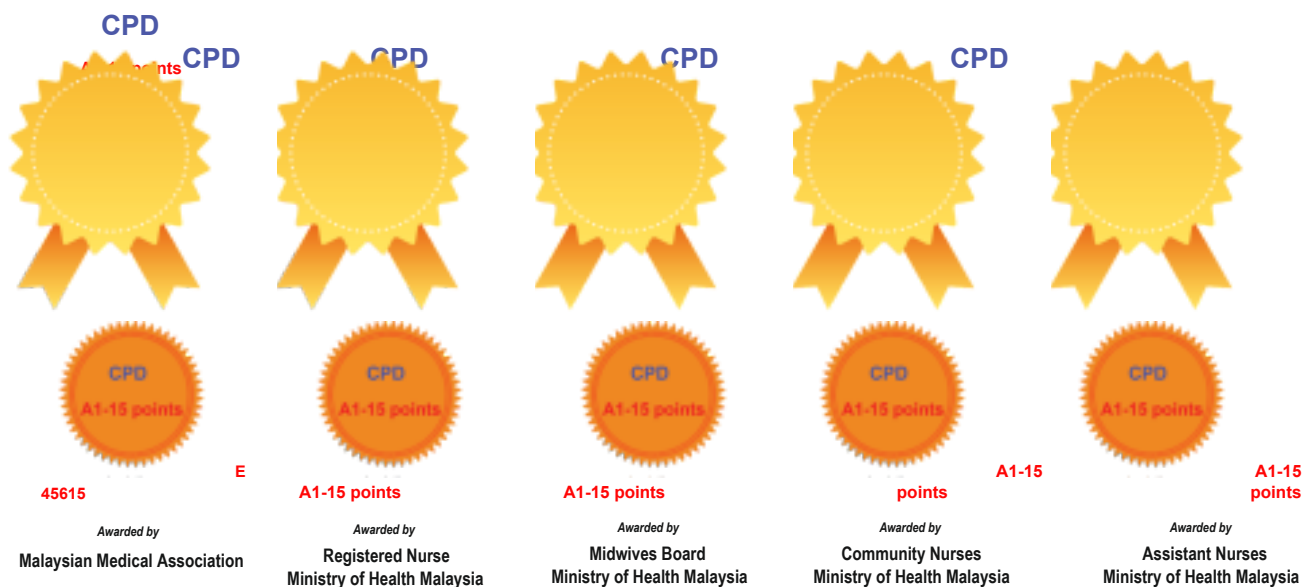 CPD
CPD
CPD
CPD
CPD
points
CPD
A1-15 points
CPD
A1-15 points
CPD
A1-15 points
CPD
A1-15 points
CPD
A1-15 points
E
45615
A1-15 points
A1-15 points
A1-15
points
A1-15
points
Awarded by
Malaysian Medical Association
Awarded by
Registered Nurse
Ministry of Health Malaysia
Awarded by
Midwives Board
Ministry of Health Malaysia
Awarded by
Community Nurses
Ministry of Health Malaysia
Awarded by
Assistant Nurses
Ministry of Health Malaysia